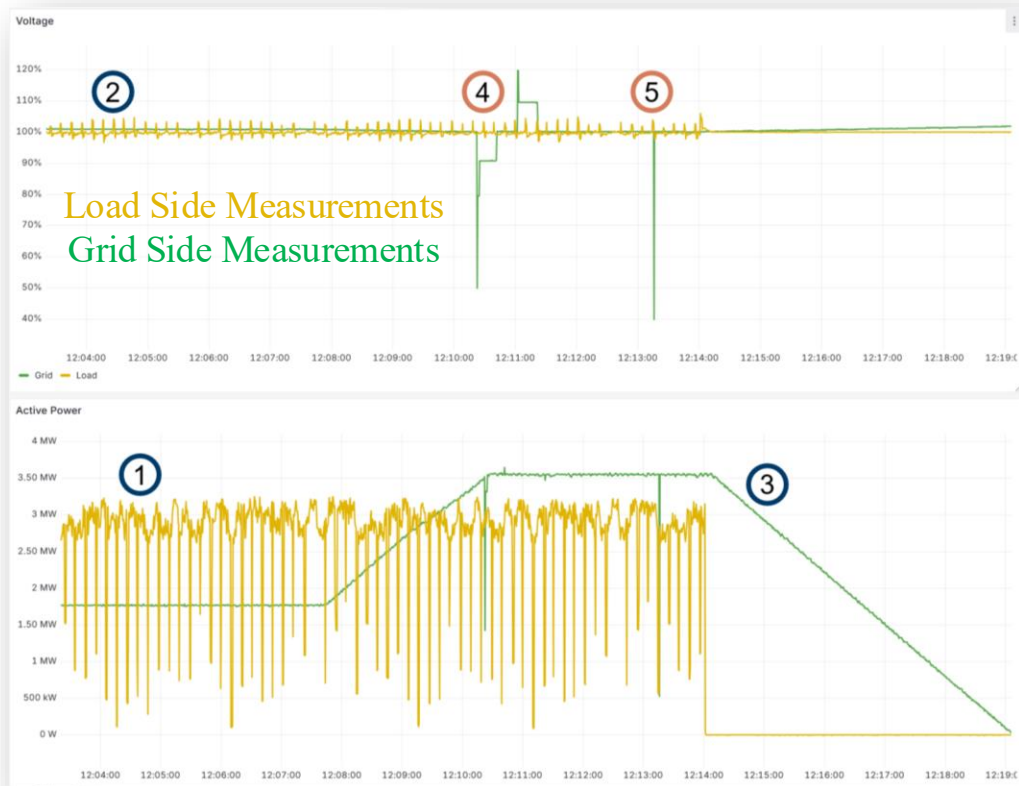 Voltage
120%
110%
100%
90%
80%
70%
60%
50%
40%
2
4
5
Load Side Measurements
Grid Side Measurements
12:04:00 12:05:00 12:06:00 12:07:00 12:08:00 12:09:00 12:10:00 12:11:00 12:12:00 12:13:00 12:14:00 12:15:00 12:16:00 12:17:00 12:18:00 12:19:0
Grid Load
Active Power
4 MW
3.50 MW
3 MW
2.50 MW
2 MW
1.50 MW
1 MW
500 kW
0 W
1
3
12:04:00 12:05:00 12:06:00 12:07:00 12:08:00 12:09:00 12:10:00 12:11:00 12:12:00 12:13:00 12:14:00 12:15:00 12:16:00 12:17:00 12:18:00 12:19:0